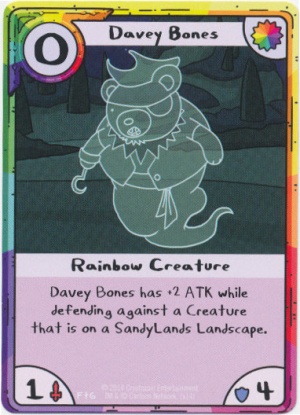 0
Davey Bones
Rainbow Creature
Davey Bones has +2 ATK while
defending against a Creature
that is on a SandyLands Landscape.
1
FtG
4